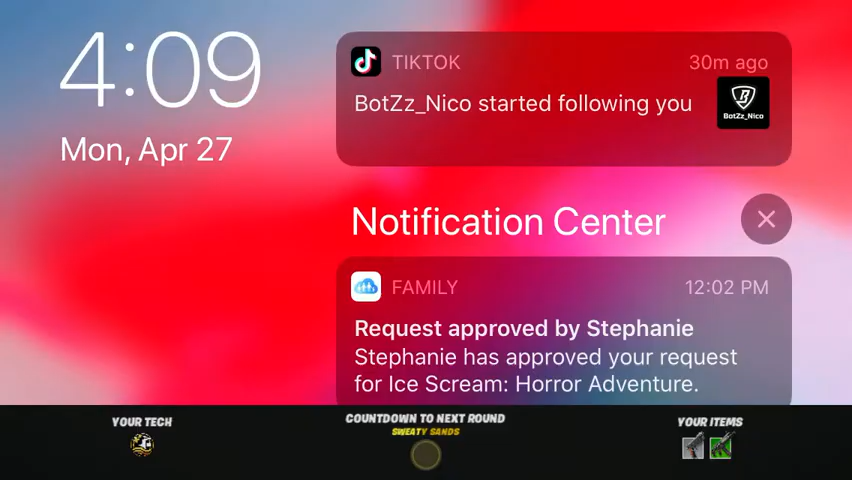 4:09
Mon, Apr 27
TIKTOK 30m ago
BotZz_Nico started following you
BotZz_Nico
Notification Center
FAMILY 12:02 PM
Request approved by Stephanie
Stephanie has approved your request
for Ice Scream: Horror Adventure.
YOUR TECH
COUNTDOWN TO NEXT ROUND
SWEATY SANDS
YOUR ITEMS